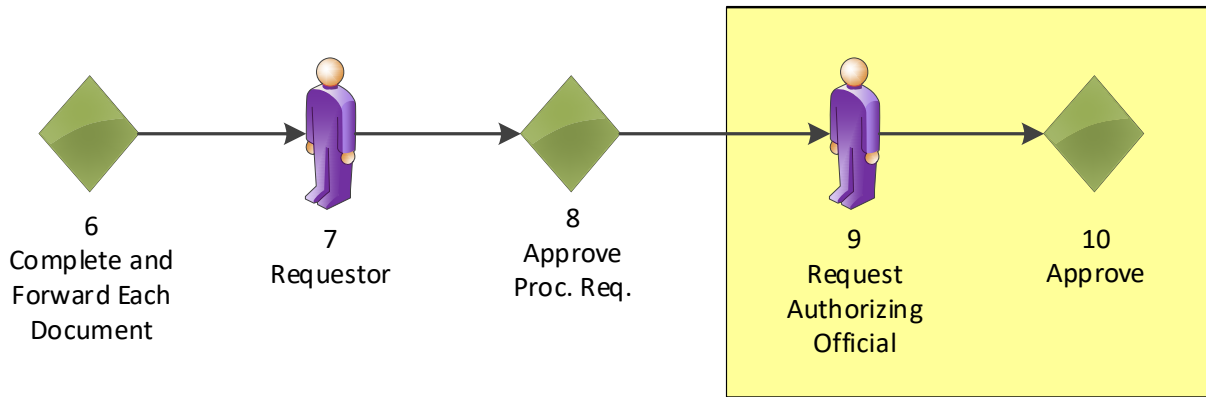 6
Complete and
Forward Each
Document
7
Requestor
8
Approve
Proc. Req.
9
Request
Authorizing
Official
10
Approve